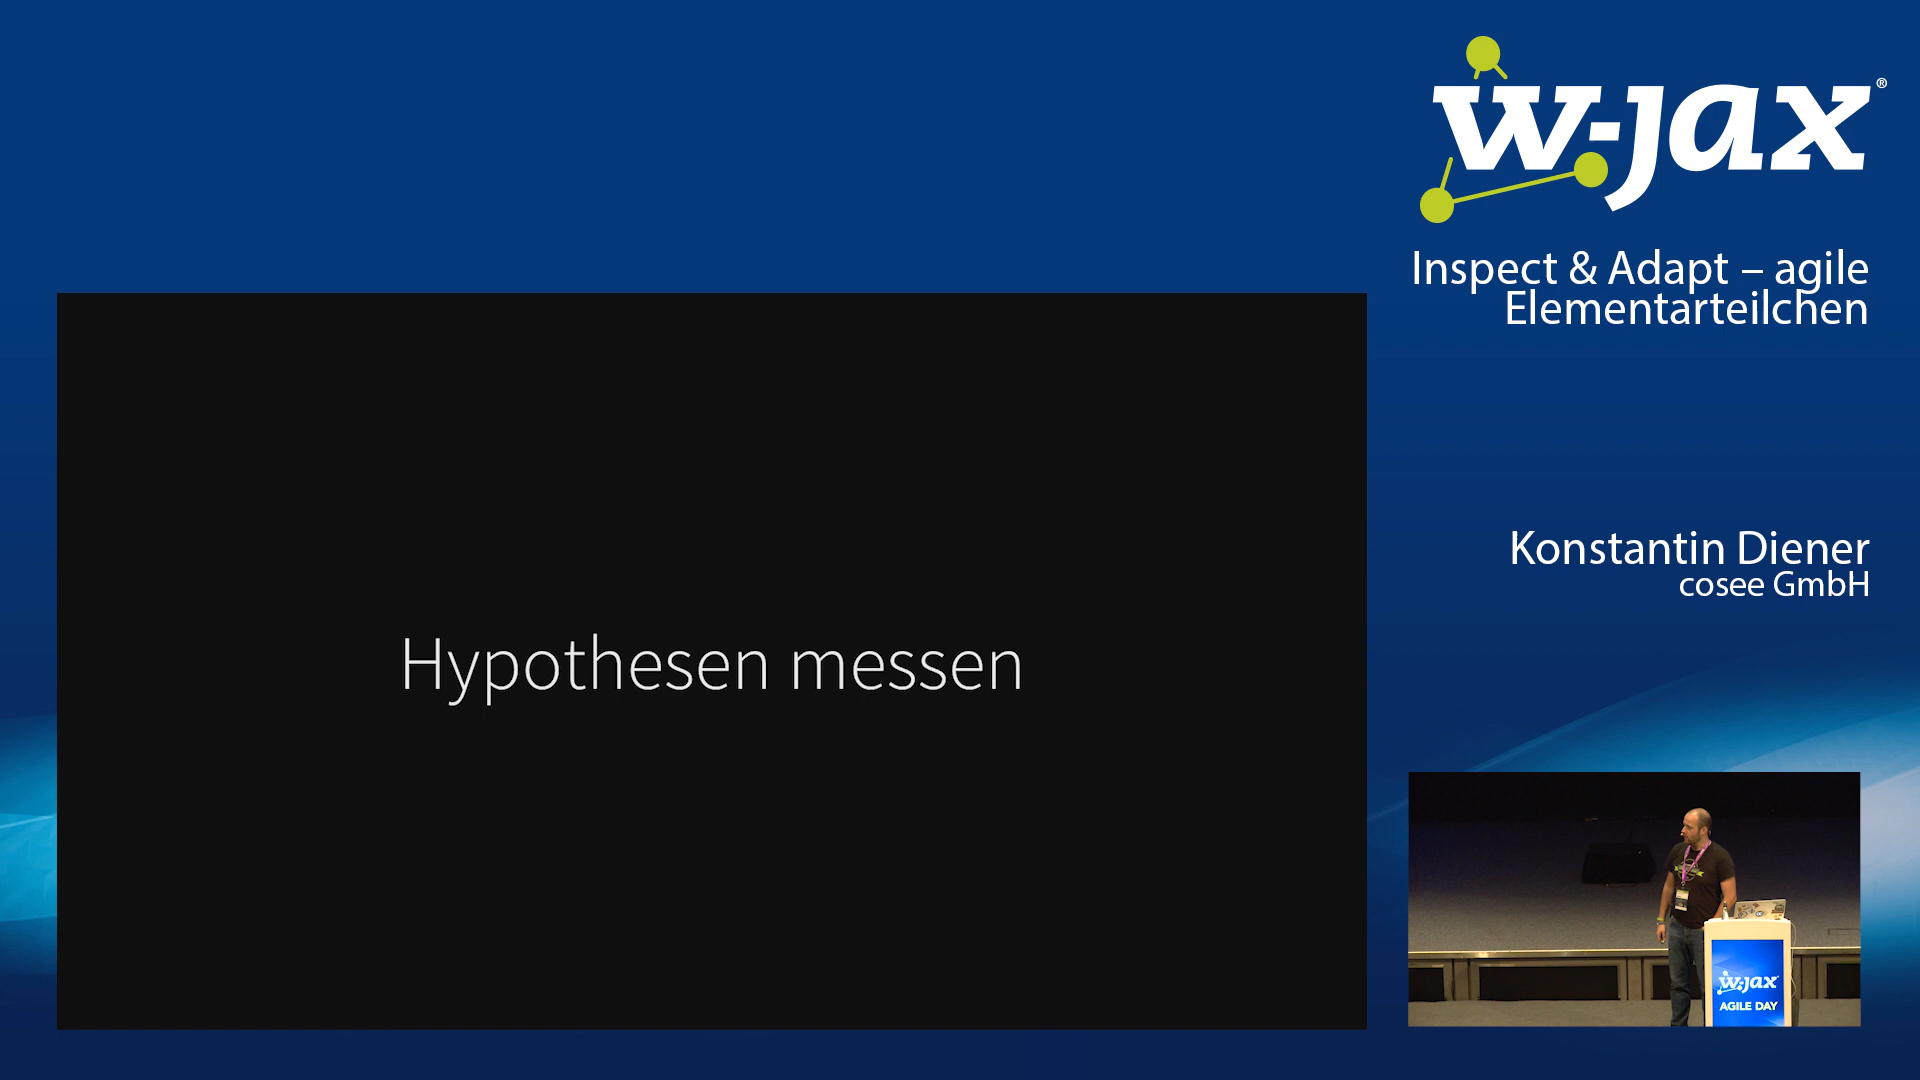 w-jax®
Inspect & Adapt – agile
Elementarteilchen
Hypothesen messen
Konstantin Diener
cosee GmbH
w-jax
AGILE DAY